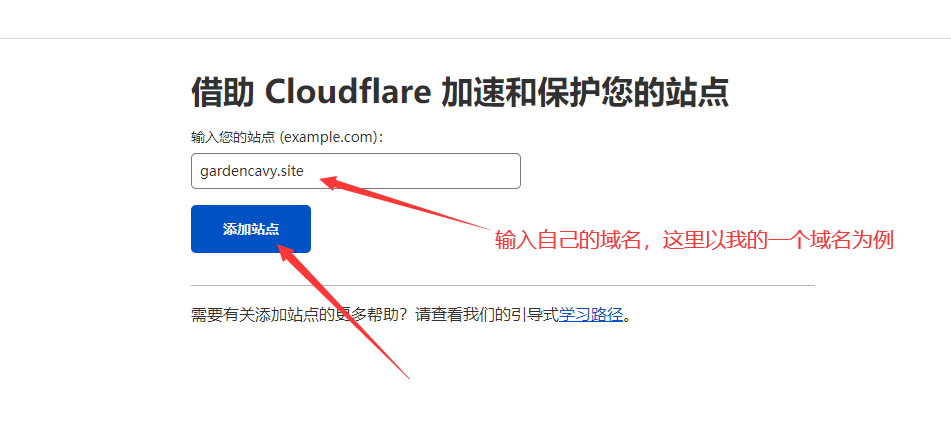 借助 Cloudflare 加速和保护您的站点
输入您的站点 (example.com)：
gardencavy.site
添加站点
输入自己的域名，这里以我的一个域名为例
需要有关添加站点的更多帮助？请查看我们的引导式学习路径。